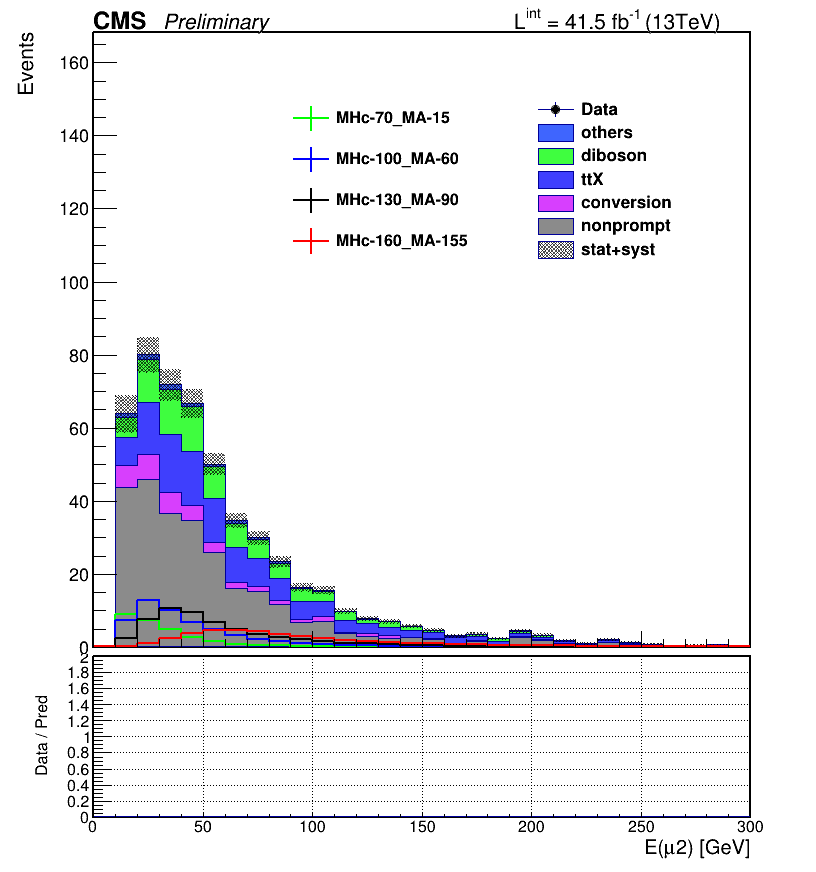 CMS Preliminary L^int = 41.5 fb^-1 (13TeV)
Events
160
140
120
100
80
60
40
20
0
MHc-70_MA-15
MHc-100_MA-60
MHc-130_MA-90
MHc-160_MA-155
Data
others
diboson
ttX
conversion
nonprompt
stat+syst
Data / Pred
2
1.8
1.6
1.4
1.2
1
0.8
0.6
0.4
0.2
0
0 50 100 150 200 250 300
E(μ2) [GeV]